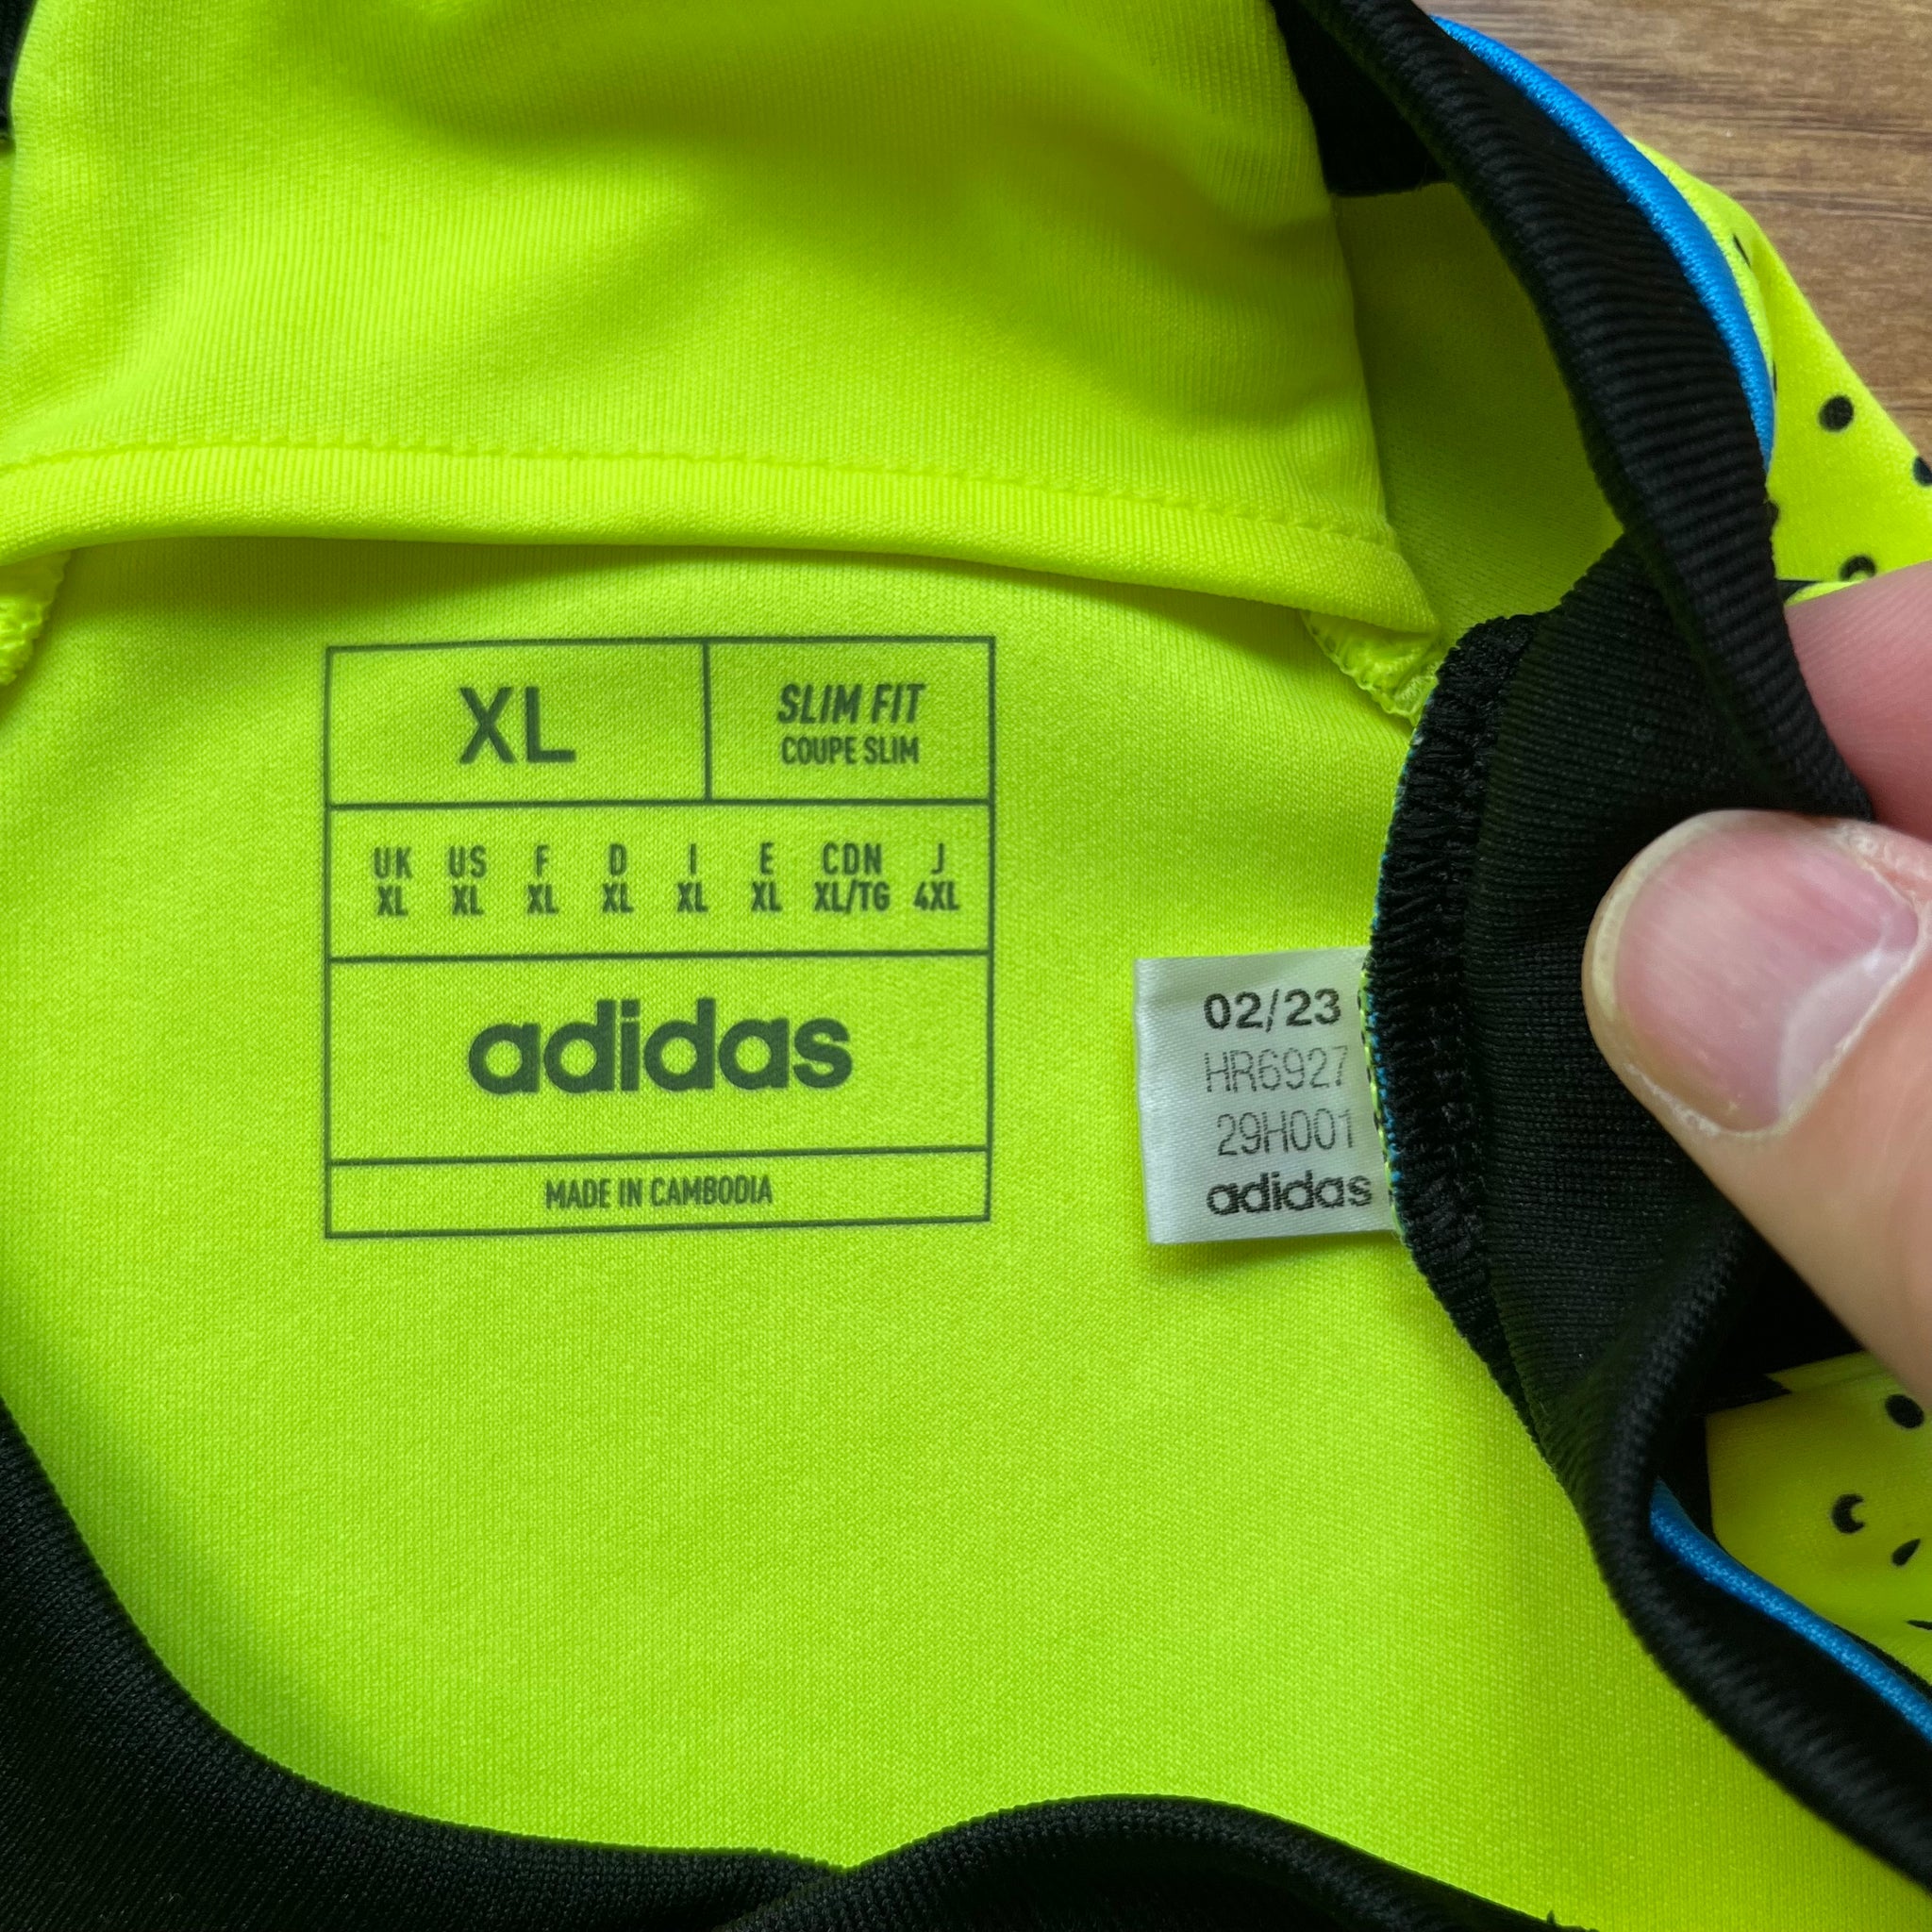 XL
SLIM FIT
COUPE SLIM
UK US F D I E CDN J
XL XL XL XL XL XL XL/TG 4XL
adidas
MADE IN CAMBODIA
02/23
HR6927
29H001
adidas